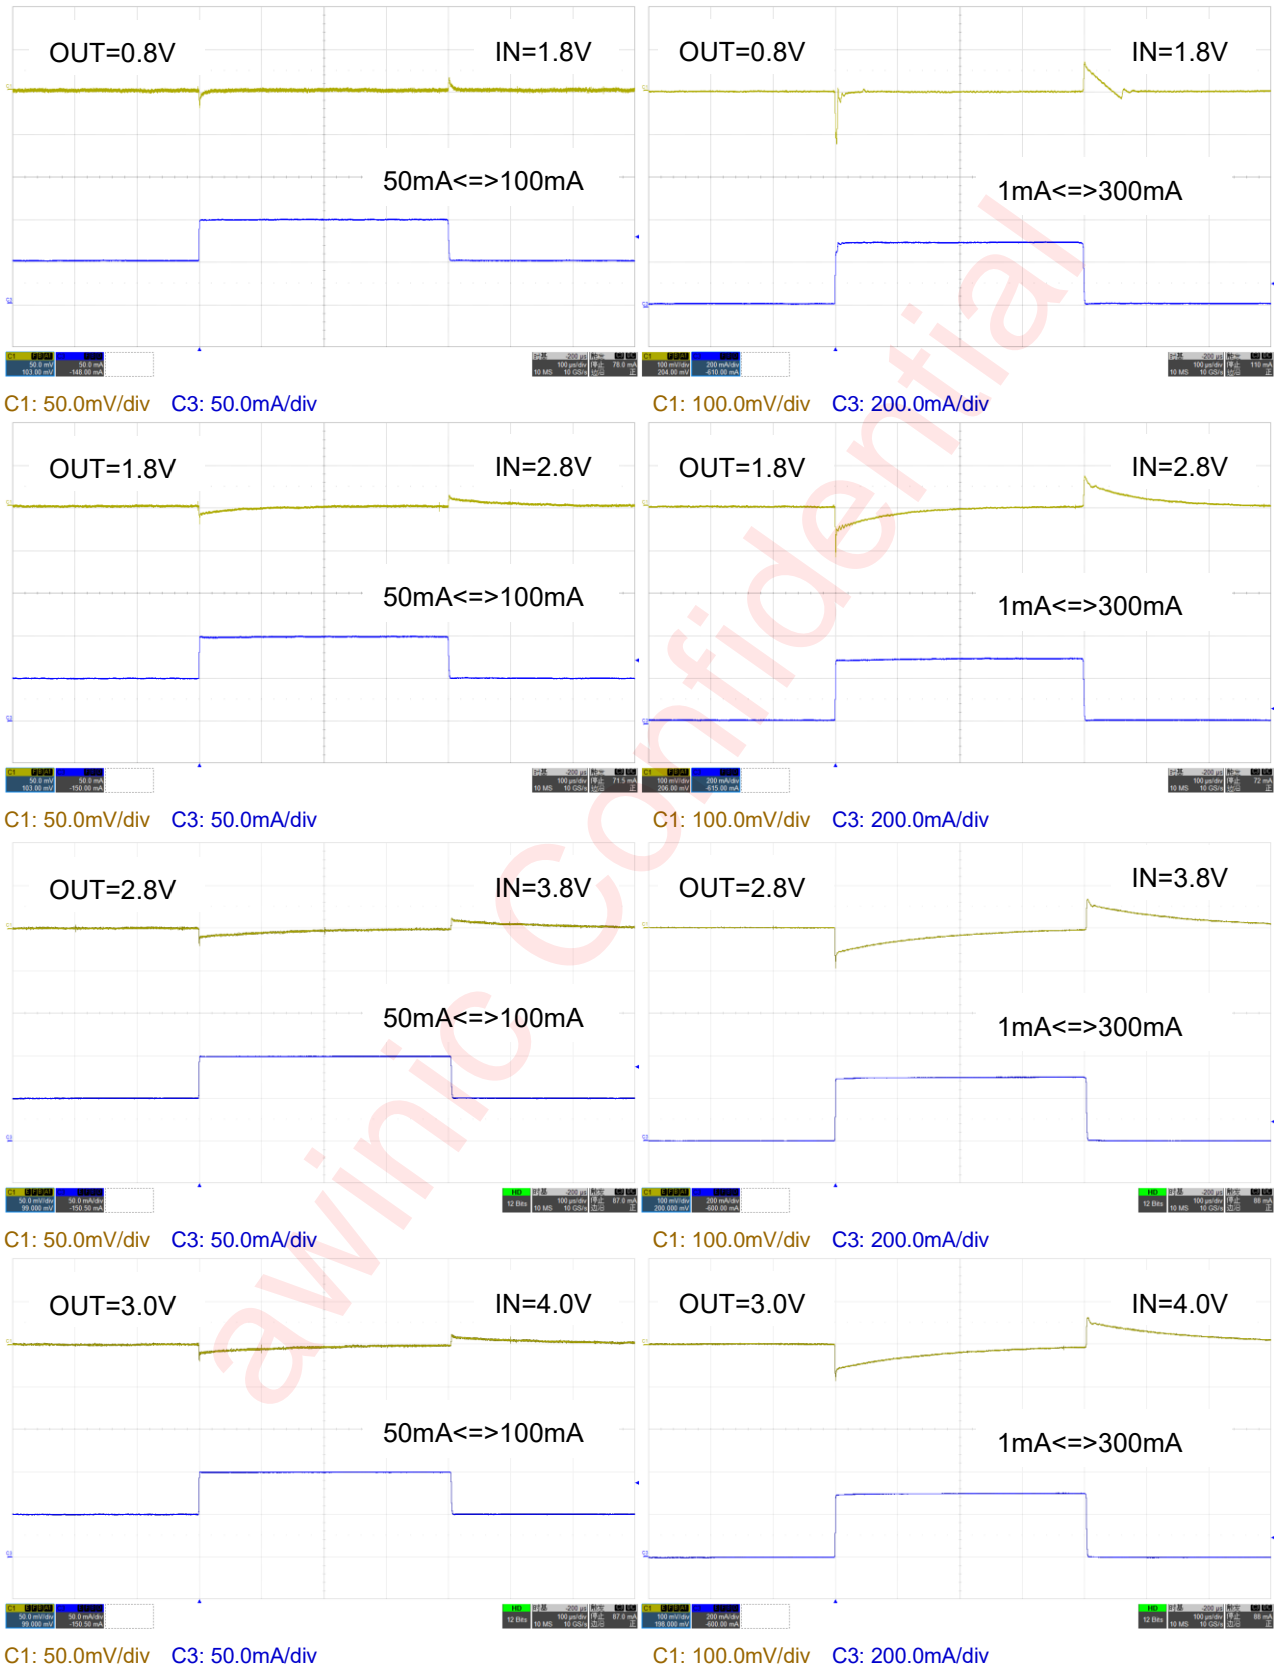 OUT=0.8V IN=1.8V
50mA<=>100mA
C1: 50.0mV/div C3: 50.0mA/div
OUT=0.8V IN=1.8V
1mA<=>300mA
C1: 100.0mV/div C3: 200.0mA/div
OUT=1.8V IN=2.8V
50mA<=>100mA
C1: 50.0mV/div C3: 50.0mA/div
OUT=1.8V IN=2.8V
1mA<=>300mA
C1: 100.0mV/div C3: 200.0mA/div
OUT=2.8V IN=3.8V
50mA<=>100mA
C1: 50.0mV/div C3: 50.0mA/div
OUT=2.8V IN=3.8V
1mA<=>300mA
C1: 100.0mV/div C3: 200.0mA/div
OUT=3.0V IN=4.0V
50mA<=>100mA
C1: 50.0mV/div C3: 50.0mA/div
OUT=3.0V IN=4.0V
1mA<=>300mA
C1: 100.0mV/div C3: 200.0mA/div
awinic Confidential